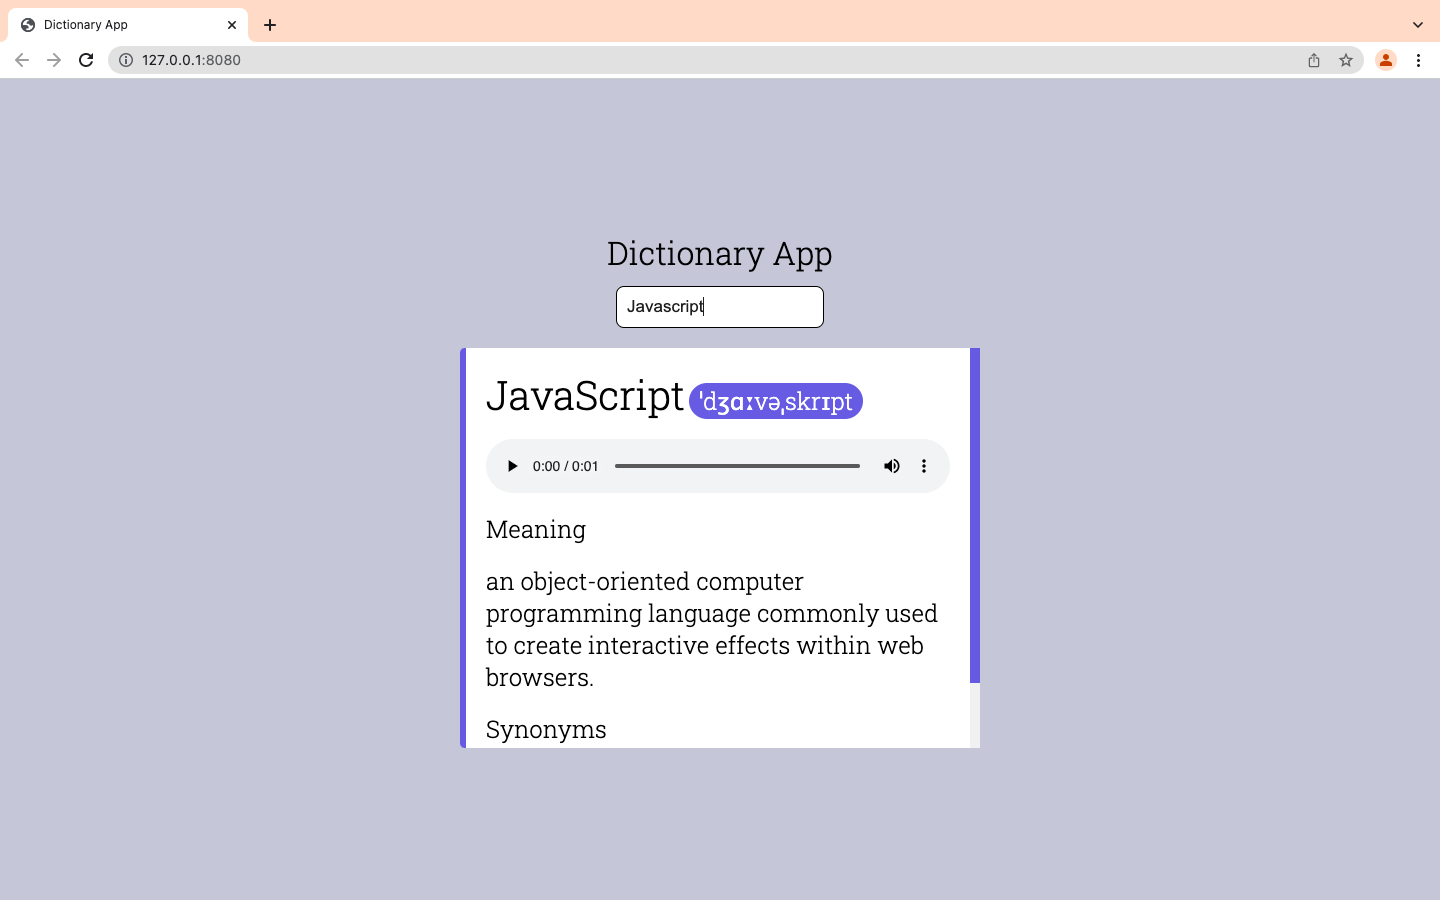 Dictionary App
127.0.0.1:8080
Dictionary App
Javascript
JavaScript ˈdʒɑːvəˌskrɪpt
0:00 / 0:01
Meaning
an object-oriented computer
programming language commonly used
to create interactive effects within web
browsers.
Synonyms